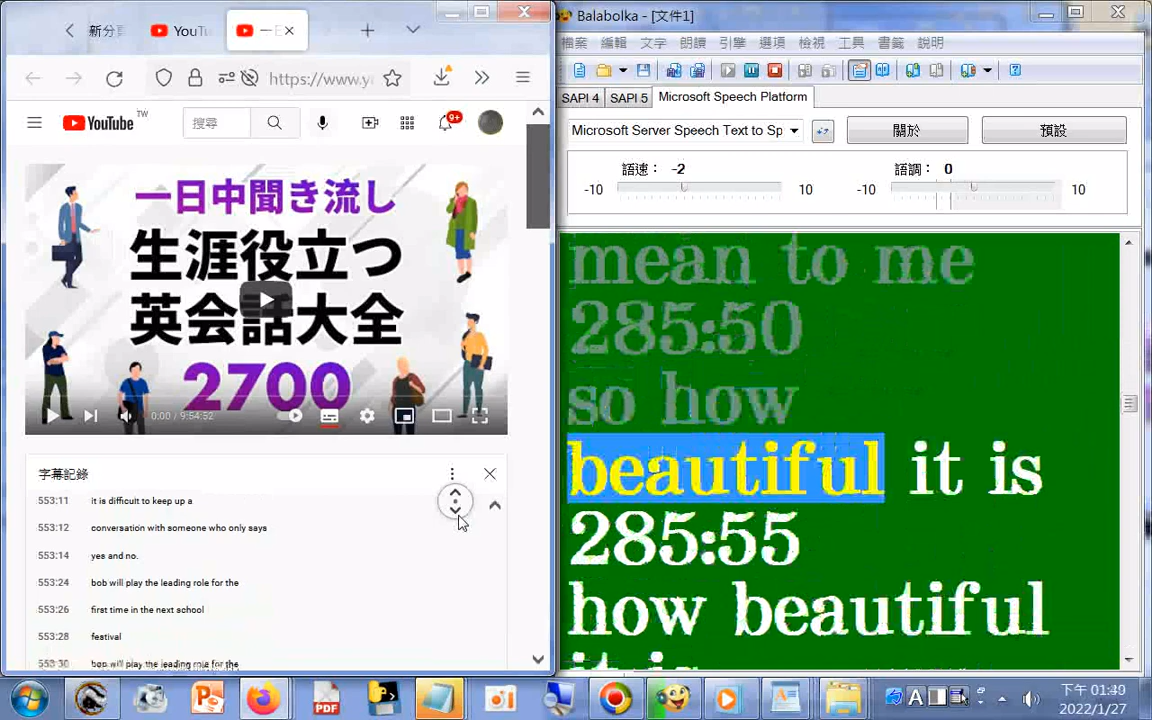 新分
YouTu
一E
https://www.y
YouTube TW
搜尋
9+
一日中聞き流し
生涯役立つ
英会話大全
2700
0:00 / 9:54:52
字幕記錄
553:11 it is difficult to keep up a
553:12 conversation with someone who only says
553:14 yes and no.
553:24 bob will play the leading role for the
553:26 first time in the next school
553:28 festival
553:30 bob will play the leading role for the
Balabolka - [文件1]
檔案 編輯 文字 朗讀 引擎 選項 檢視 工具 書籤 說明
SAPI 4 SAPI 5 Microsoft Speech Platform
Microsoft Server Speech Text to Sp 關於 預設
語速： -2 語調： 0
-10 10 -10 10
mean to me
285:50
so how
beautiful it is
285:55
how beautiful
it is
PDF
A
下午 01:49
2022/1/27